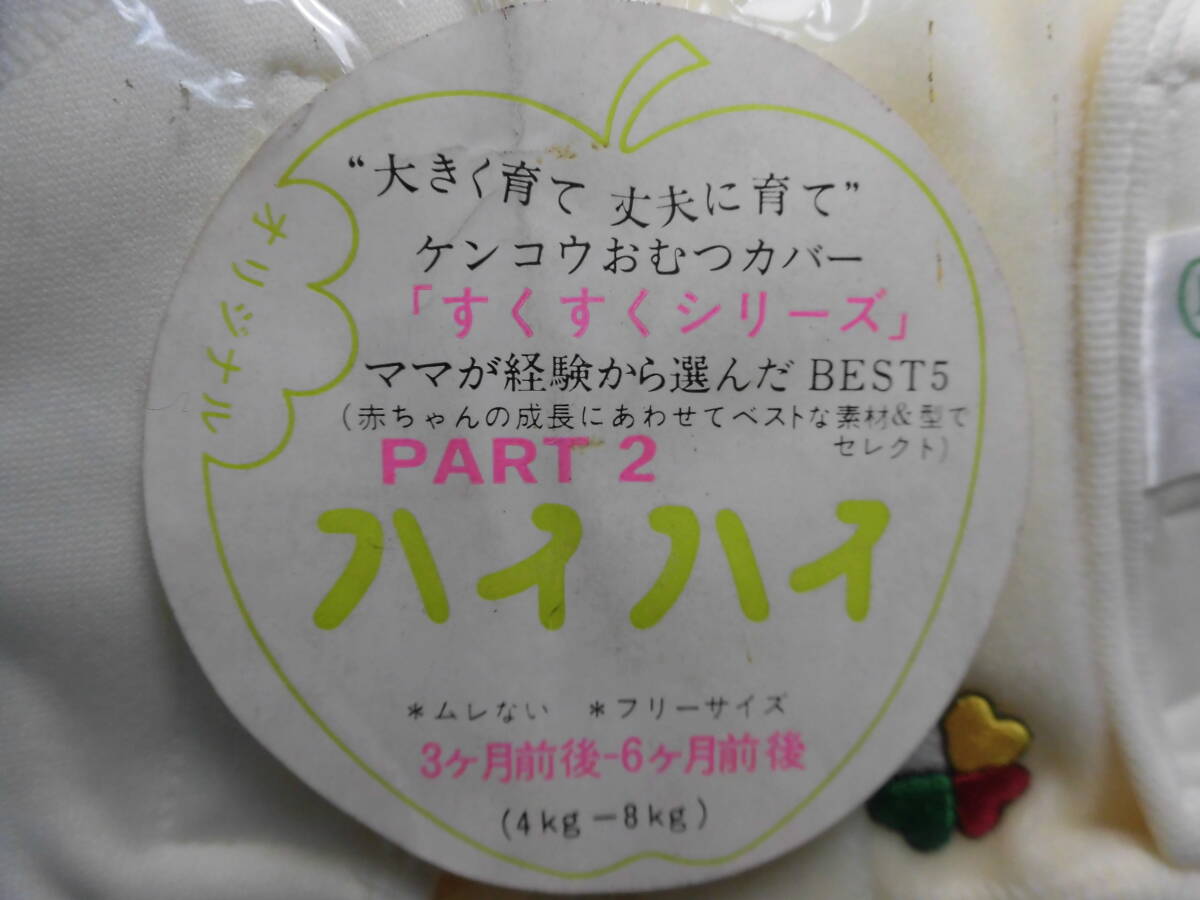 オリジナル
“大きく育て 丈夫に育て”
ケンコウおむつカバー
「すくすくシリーズ」
ママが経験から選んだ BEST5
(赤ちゃんの成長にあわせてベストな素材&型で
セレクト)
PART 2
ハイハイ
*ムレない *フリーサイズ
3ヶ月前後-6ヶ月前後
(4kg-8kg)